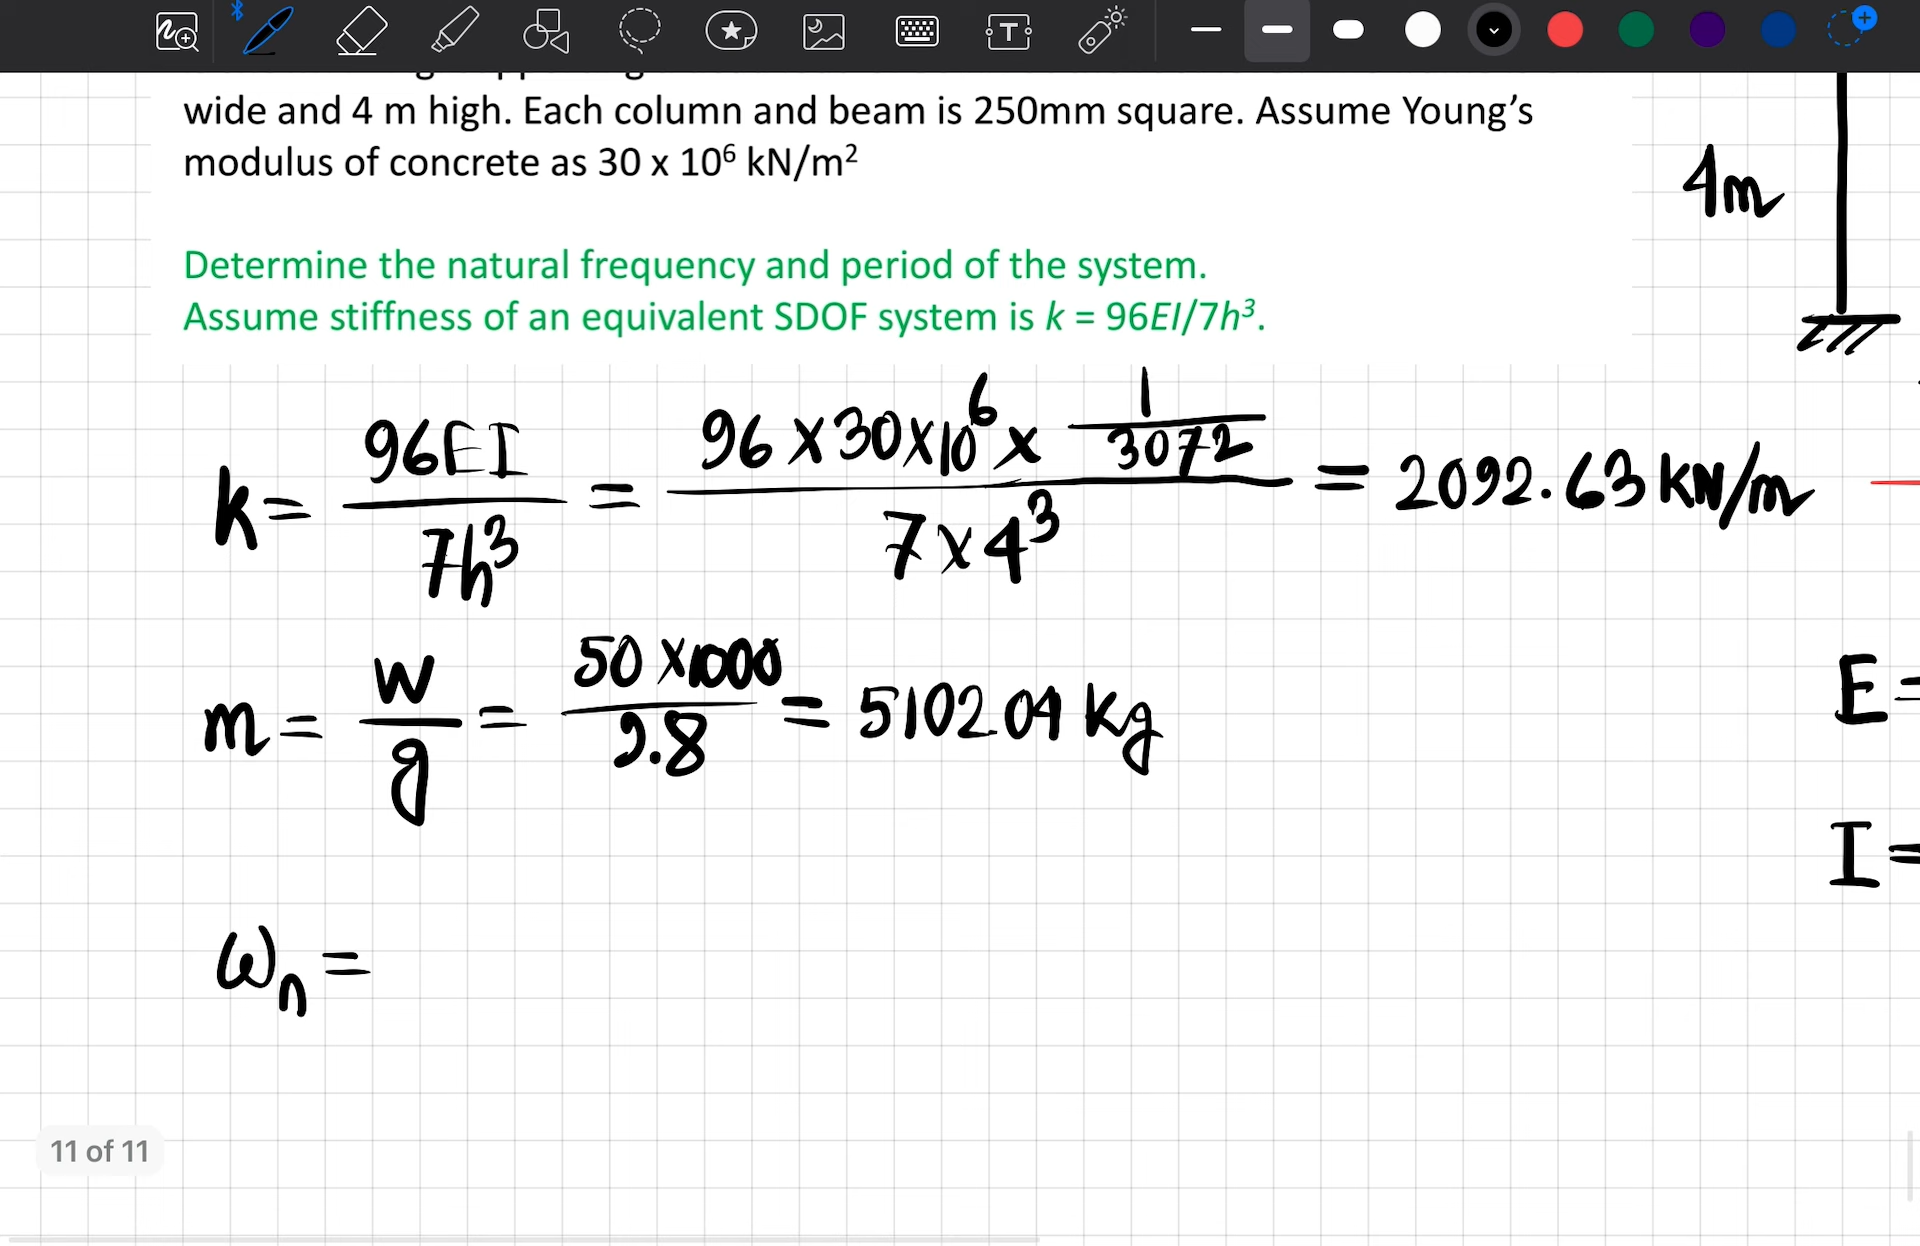 wide and 4 m high. Each column and beam is 250mm square. Assume Young's
modulus of concrete as 30 x 10⁶ kN/m²
4m
Determine the natural frequency and period of the system.
Assume stiffness of an equivalent SDOF system is k = 96EI/7h³.
k = 96EI / 7h³ = 96 x 30 x 10⁶ x 1/3072 / 7 x 4³ = 2092.63 kN/m
m = W / g = 50 x 1000 / 9.8 = 5102.04 kg
E =
I =
ωn =
11 of 11